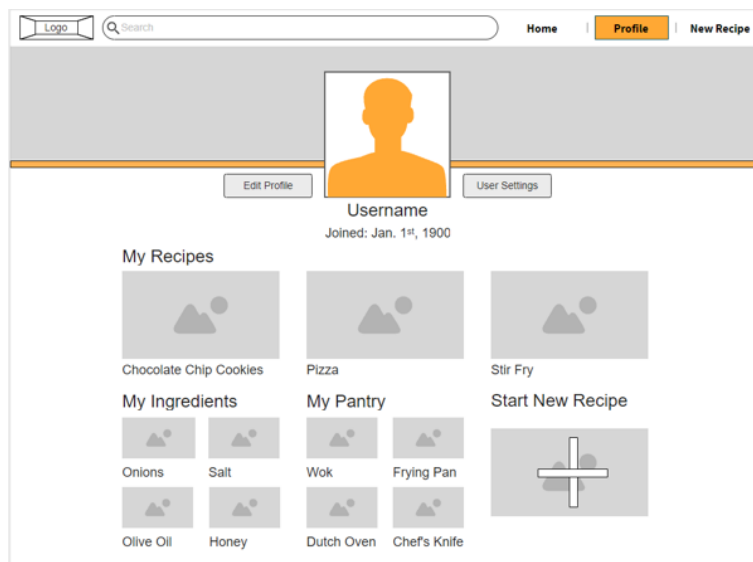 Logo Search Home Profile New Recipe
Edit Profile User Settings
Username
Joined: Jan. 1st, 1900
My Recipes
Chocolate Chip Cookies Pizza Stir Fry
My Ingredients My Pantry Start New Recipe
Onions Salt Wok Frying Pan
Olive Oil Honey Dutch Oven Chef's Knife